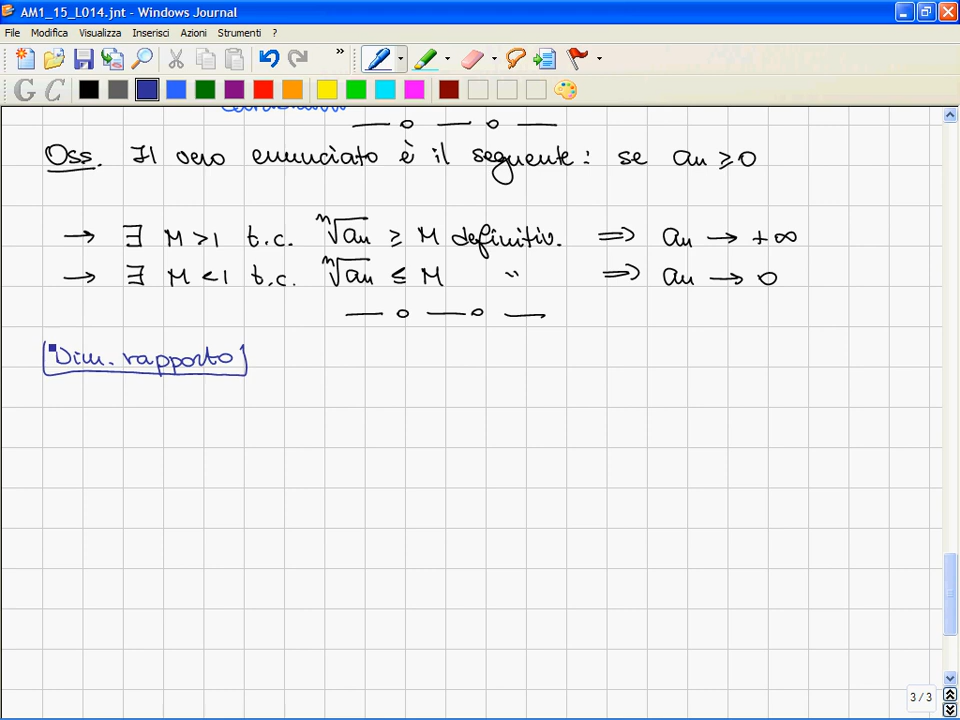 AM1_15_L014.jnt - Windows Journal
File Modifica Visualizza Inserisci Azioni Strumenti ?
Oss. Il vero enunciato è il seguente: se an ≥ 0
→ ∃ M > 1 t.c. ⁿ√an ≥ M definitiv. ⇒ an → +∞
→ ∃ M < 1 t.c. ⁿ√an ≤ M " ⇒ an → 0
Dim. rapporto
3 / 3